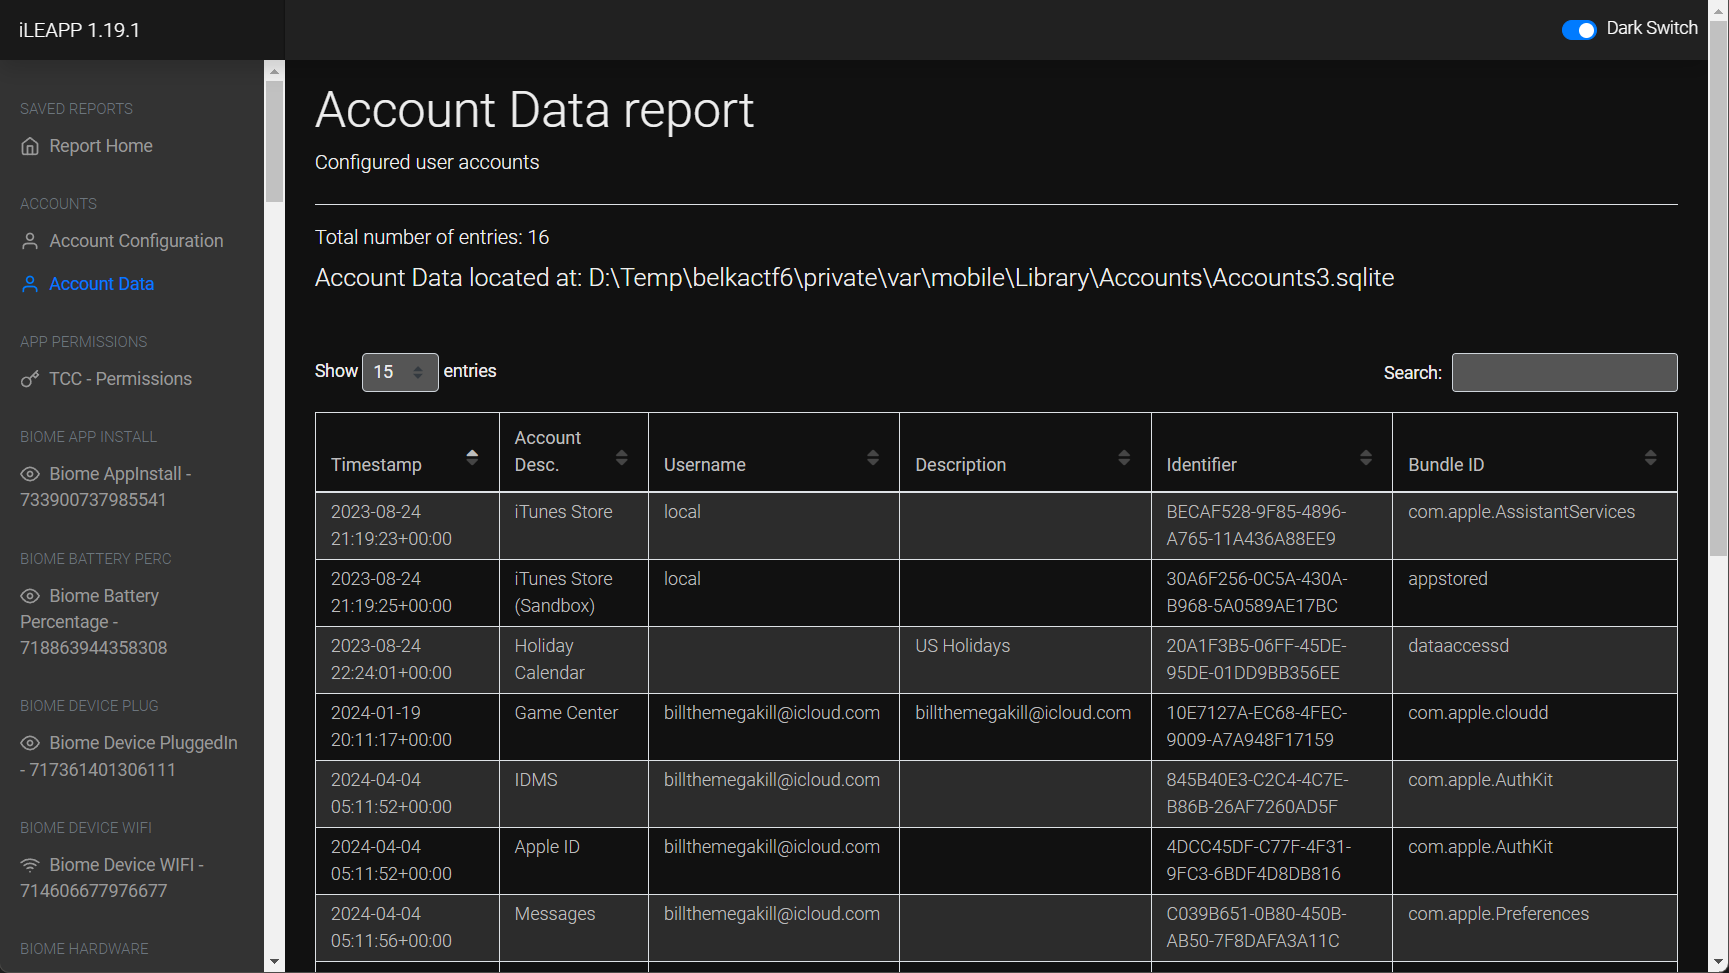 iLEAPP 1.19.1
Dark Switch
SAVED REPORTS
Report Home
ACCOUNTS
Account Configuration
Account Data
APP PERMISSIONS
TCC - Permissions
BIOME APP INSTALL
Biome AppInstall -
733900737985541
BIOME BATTERY PERC
Biome Battery
Percentage -
718863944358308
BIOME DEVICE PLUG
Biome Device PluggedIn
- 717361401306111
BIOME DEVICE WIFI
Biome Device WIFI -
714606677976677
BIOME HARDWARE
Account Data report
Configured user accounts
Total number of entries: 16
Account Data located at: D:\Temp\belkactf6\private\var\mobile\Library\Accounts\Accounts3.sqlite
Show 15 entries
Search:
Timestamp Account Desc. Username Description Identifier Bundle ID
2023-08-24 iTunes Store local BECAF528-9F85-4896- com.apple.AssistantServices
21:19:23+00:00 A765-11A436A88EE9
2023-08-24 iTunes Store local 30A6F256-0C5A-430A- appstored
21:19:25+00:00 (Sandbox) B968-5A0589AE17BC
2023-08-24 Holiday US Holidays 20A1F3B5-06FF-45DE- dataaccessd
22:24:01+00:00 Calendar 95DE-01DD9BB356EE
2024-01-19 Game Center billthemegakill@icloud.com billthemegakill@icloud.com 10E7127A-EC68-4FEC- com.apple.cloudd
20:11:17+00:00 9009-A7A948F17159
2024-04-04 IDMS billthemegakill@icloud.com 845B40E3-C2C4-4C7E- com.apple.AuthKit
05:11:52+00:00 B86B-26AF7260AD5F
2024-04-04 Apple ID billthemegakill@icloud.com 4DCC45DF-C77F-4F31- com.apple.AuthKit
05:11:52+00:00 9FC3-6BDF4D8DB816
2024-04-04 Messages billthemegakill@icloud.com C039B651-0B80-450B- com.apple.Preferences
05:11:56+00:00 AB50-7F8DAFA3A11C